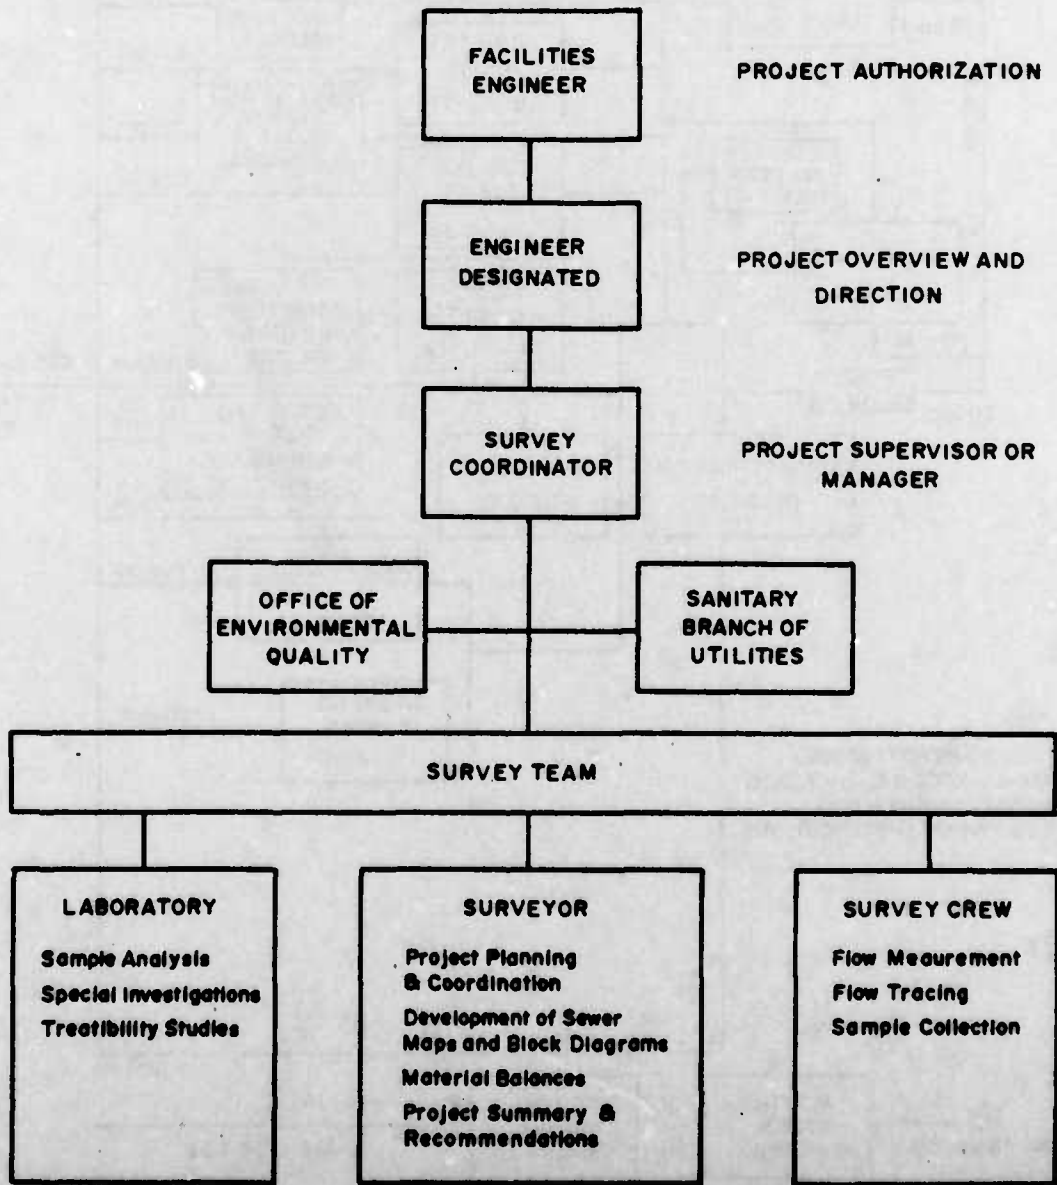 FACILITIES
ENGINEER
PROJECT AUTHORIZATION
ENGINEER
DESIGNATED
PROJECT OVERVIEW AND
DIRECTION
SURVEY
COORDINATOR
PROJECT SUPERVISOR OR
MANAGER
OFFICE OF
ENVIRONMENTAL
QUALITY
SANITARY
BRANCH OF
UTILITIES
SURVEY TEAM
LABORATORY
Sample Analysis
Special Investigations
Treatibility Studies
SURVEYOR
Project Planning
& Coordination
Development of Sewer
Maps and Block Diagrams
Material Balances
Project Summary &
Recommendations
SURVEY CREW
Flow Meaurement
Flow Tracing
Sample Collection